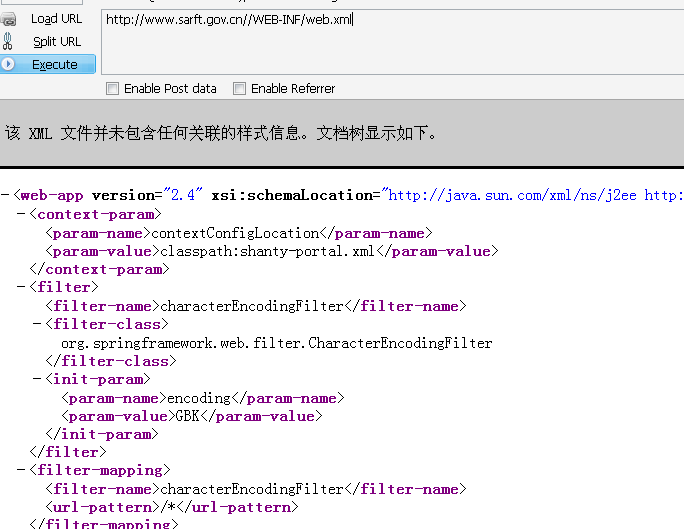 Load URL
http://www.sarft.gov.cn//WEB-INF/web.xml
Split URL
Execute
Enable Post data Enable Referrer
该 XML 文件并未包含任何关联的样式信息。文档树显示如下。
−<web-app version="2.4" xsi:schemaLocation="http://java.sun.com/xml/ns/j2ee http:
−<context-param>
<param-name>contextConfigLocation</param-name>
<param-value>classpath:shanty-portal.xml</param-value>
</context-param>
−<filter>
<filter-name>characterEncodingFilter</filter-name>
−<filter-class>
org.springframework.web.filter.CharacterEncodingFilter
</filter-class>
−<init-param>
<param-name>encoding</param-name>
<param-value>GBK</param-value>
</init-param>
</filter>
−<filter-mapping>
<filter-name>characterEncodingFilter</filter-name>
<url-pattern>/*</url-pattern>
</filter-mapping>